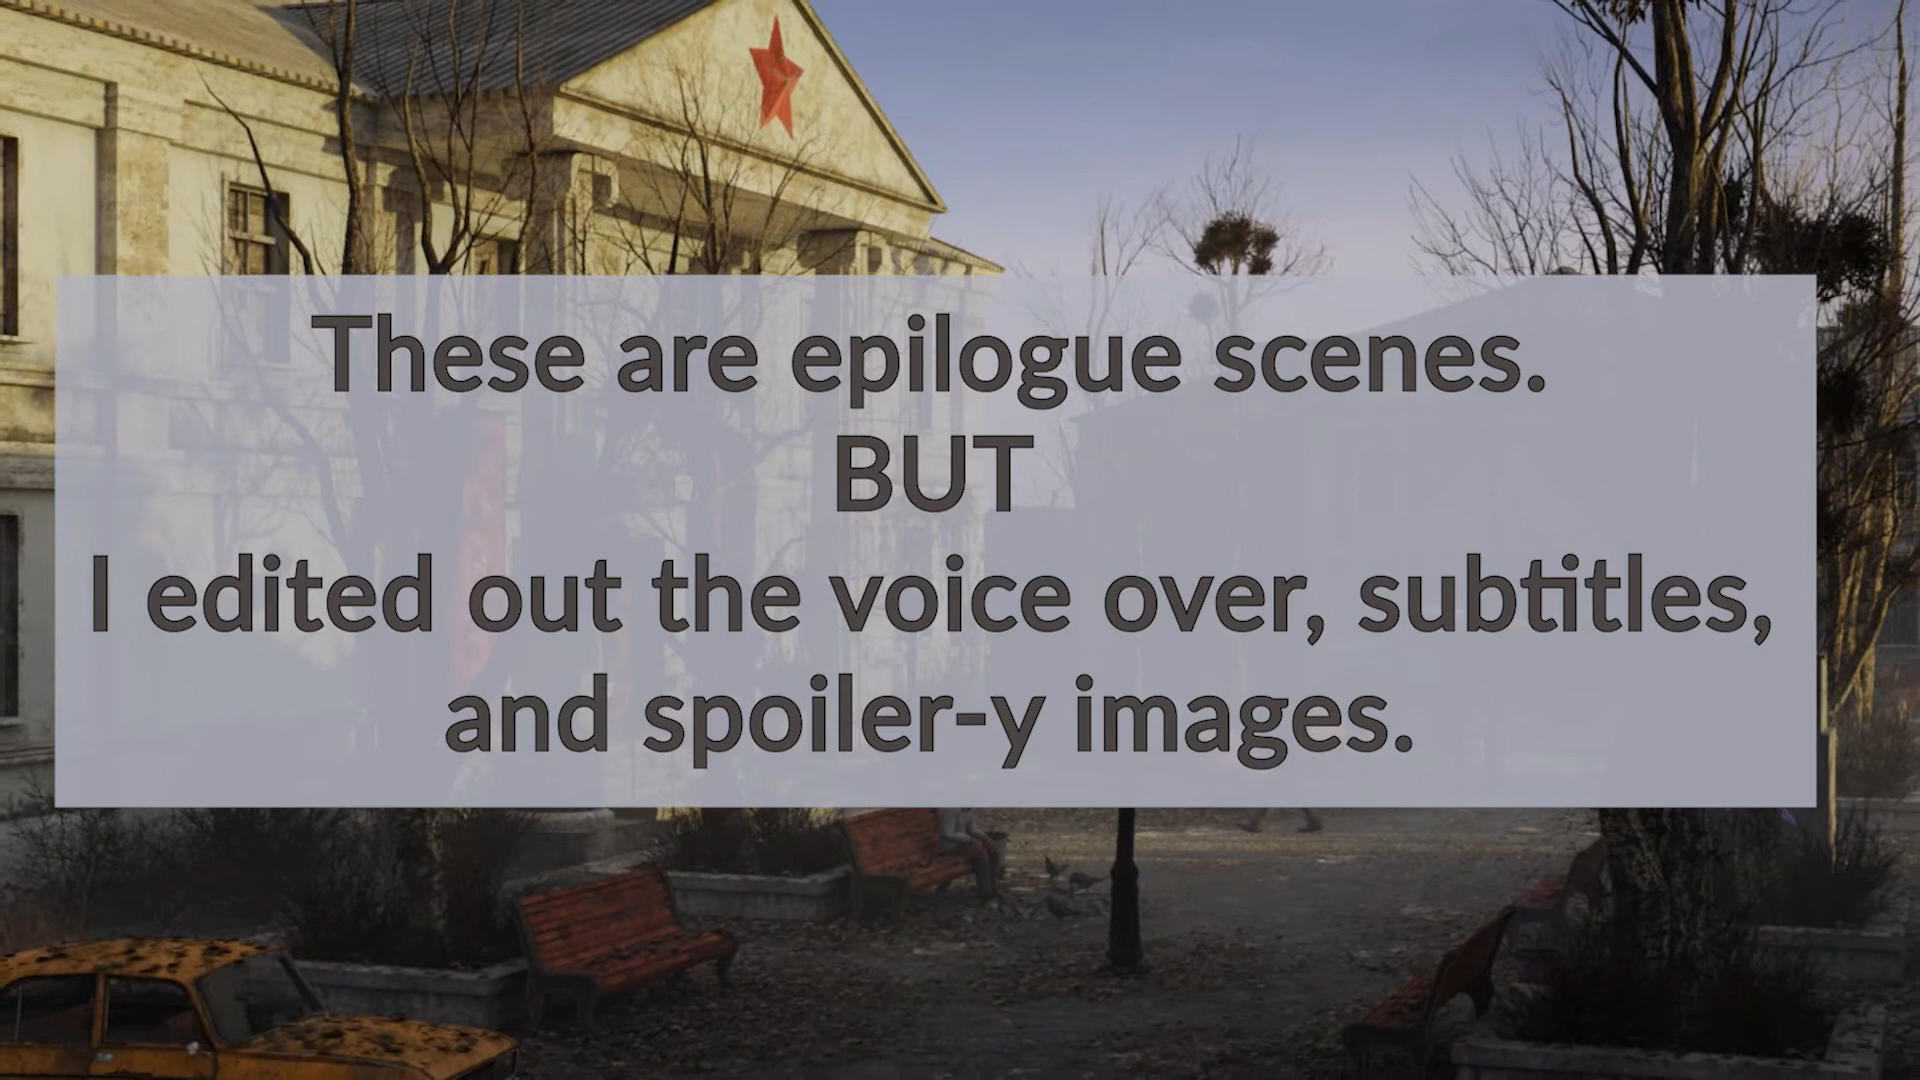 These are epilogue scenes.
BUT
I edited out the voice over, subtitles,
and spoiler-y images.